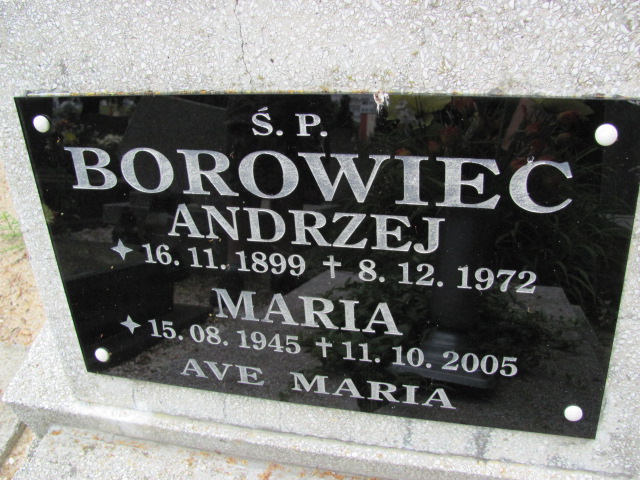 Ś. P.
BOROWIEC
ANDRZEJ
16. 11. 1899 † 8. 12. 1972
MARIA
15. 08. 1945 † 11. 10. 2005
AVE MARIA